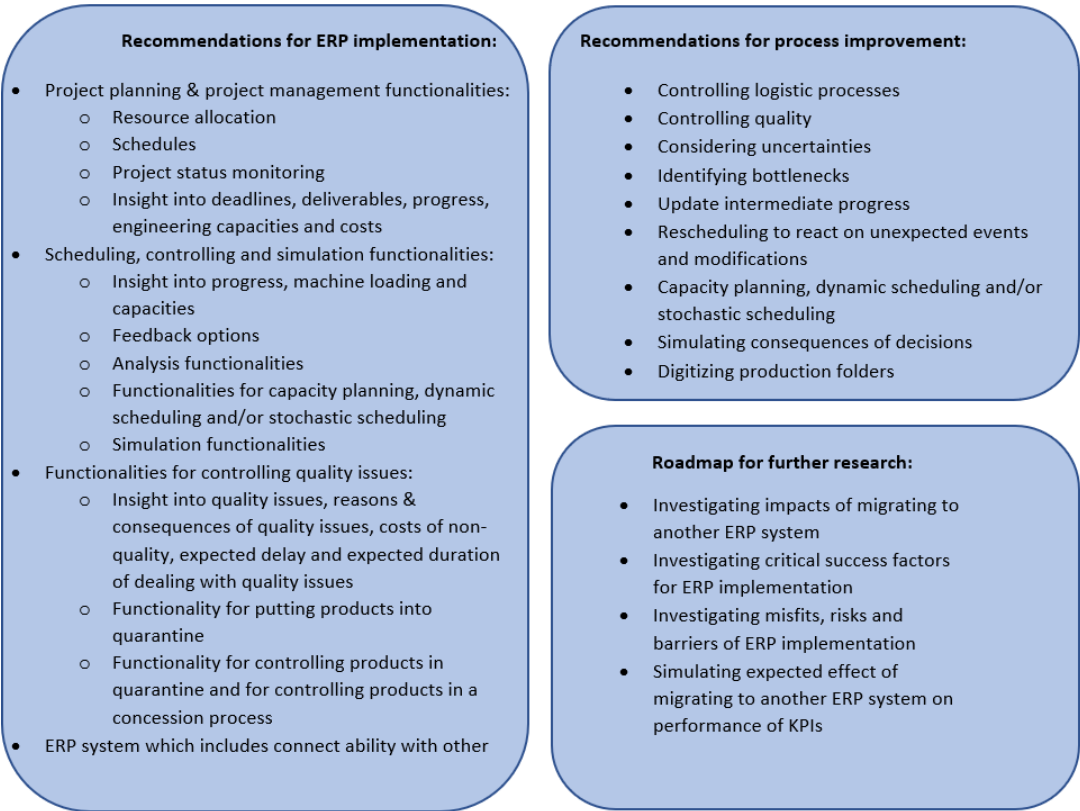 Recommendations for ERP implementation:
• Project planning & project management functionalities:
o Resource allocation
o Schedules
o Project status monitoring
o Insight into deadlines, deliverables, progress,
engineering capacities and costs
• Scheduling, controlling and simulation functionalities:
o Insight into progress, machine loading and
capacities
o Feedback options
o Analysis functionalities
o Functionalities for capacity planning, dynamic
scheduling and/or stochastic scheduling
o Simulation functionalities
• Functionalities for controlling quality issues:
o Insight into quality issues, reasons &
consequences of quality issues, costs of non-
quality, expected delay and expected duration
of dealing with quality issues
o Functionality for putting products into
quarantine
o Functionality for controlling products in
quarantine and for controlling products in a
concession process
• ERP system which includes connect ability with other
Recommendations for process improvement:
• Controlling logistic processes
• Controlling quality
• Considering uncertainties
• Identifying bottlenecks
• Update intermediate progress
• Rescheduling to react on unexpected events
and modifications
• Capacity planning, dynamic scheduling and/or
stochastic scheduling
• Simulating consequences of decisions
• Digitizing production folders
Roadmap for further research:
• Investigating impacts of migrating to
another ERP system
• Investigating critical success factors
for ERP implementation
• Investigating misfits, risks and
barriers of ERP implementation
• Simulating expected effect of
migrating to another ERP system on
performance of KPIs